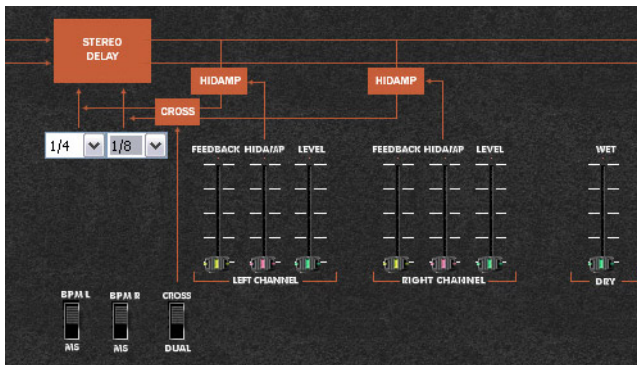 STEREO
DELAY
HIDAMP
HIDAMP
CROSS
1/4
1/8
FEEDBACK HIDAMP LEVEL
FEEDBACK HIDAMP LEVEL
WET
LEFT CHANNEL
RIGHT CHANNEL
DRY
BPM L
BPM R
CROSS
MS
MS
DUAL